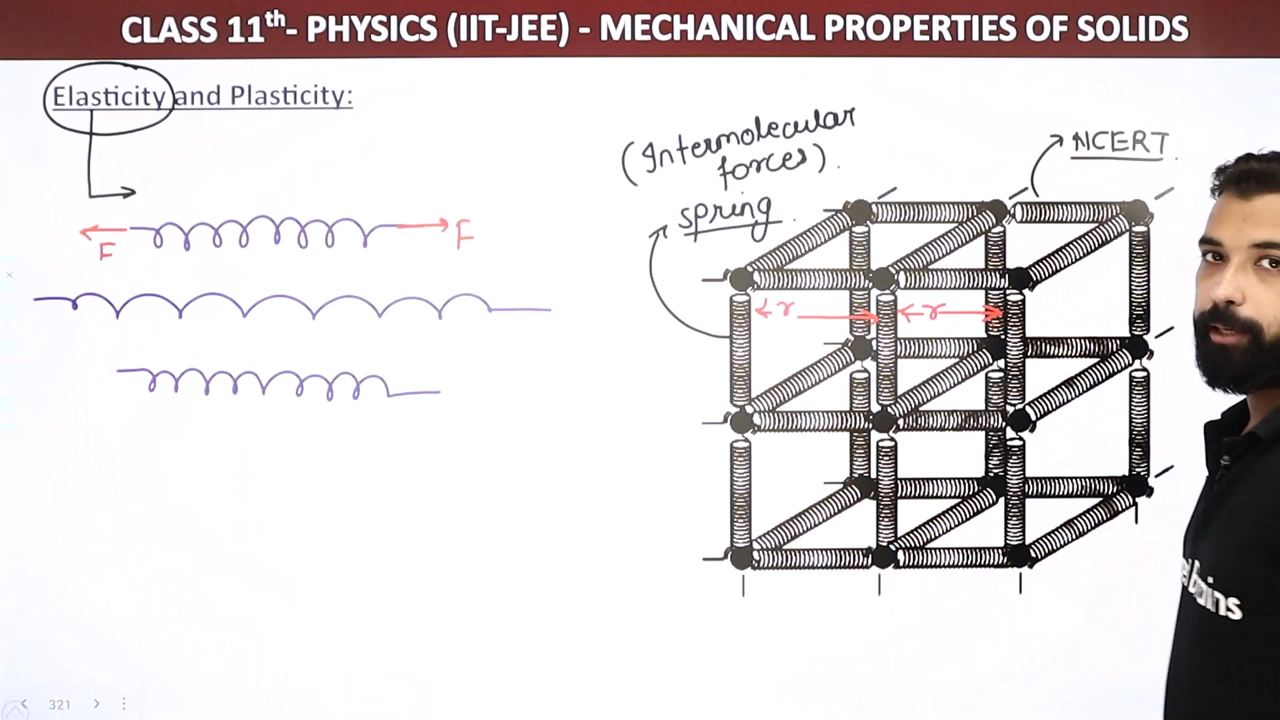 CLASS 11th- PHYSICS (IIT-JEE) - MECHANICAL PROPERTIES OF SOLIDS
Elasticity and Plasticity:
(Intermolecular
forces).
spring.
NCERT.
F
F
r
r
321